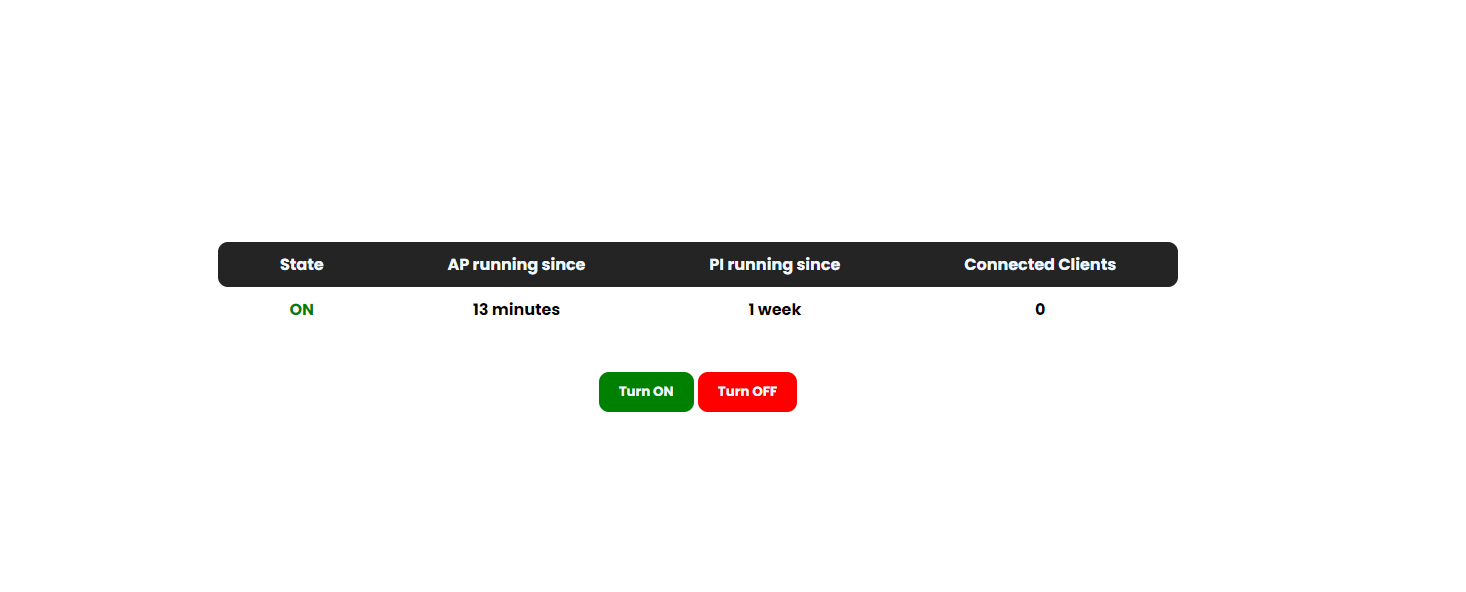 State AP running since PI running since Connected Clients
ON 13 minutes 1 week 0
Turn ON Turn OFF